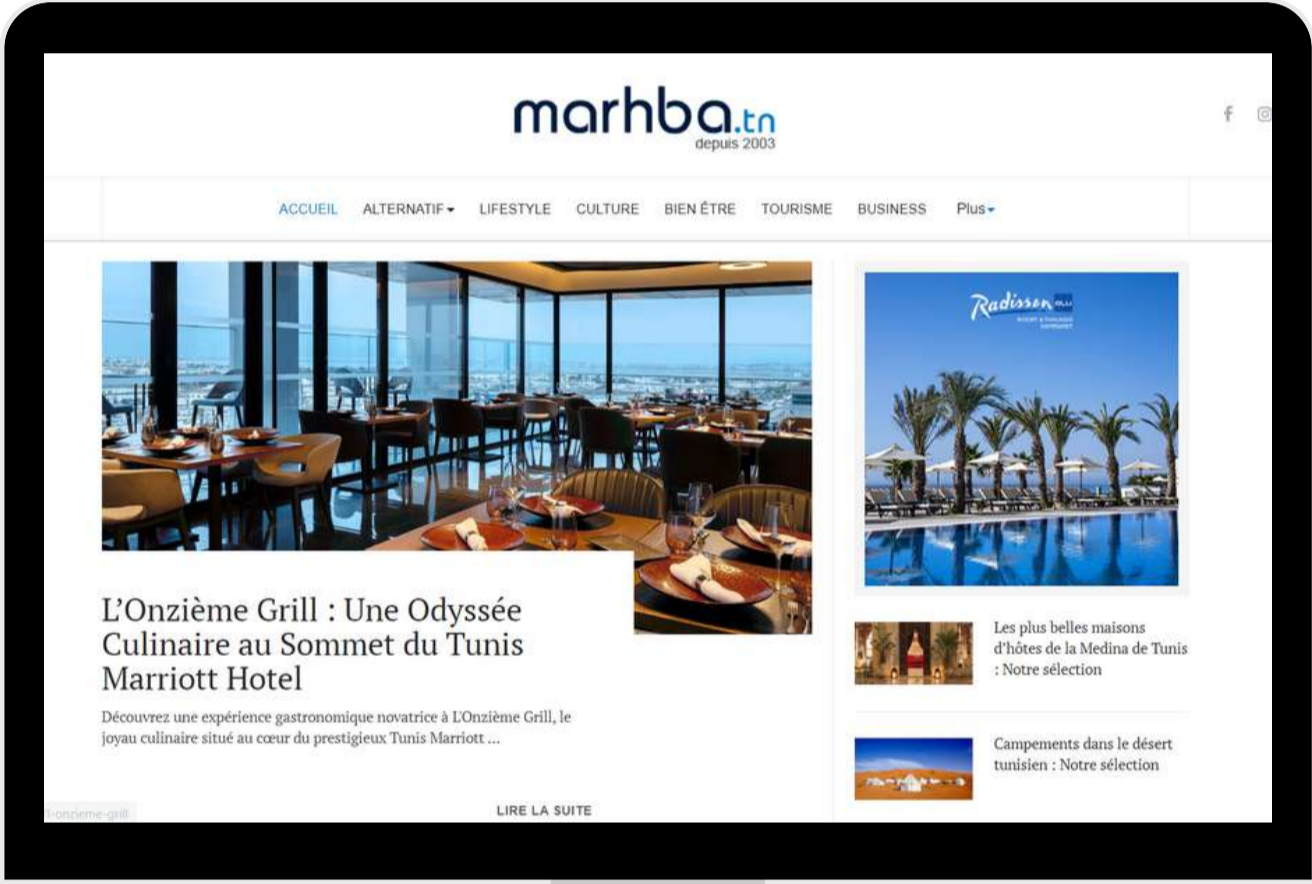 marhba.tn
depuis 2003
ACCUEIL ALTERNATIF LIFESTYLE CULTURE BIEN ÊTRE TOURISME BUSINESS Plus
Radisson BLU
L'Onzième Grill : Une Odyssée
Culinaire au Sommet du Tunis
Marriott Hotel
Découvrez une expérience gastronomique novatrice à L'Onzième Grill, le
joyau culinaire situé au cœur du prestigieux Tunis Marriott ...
LIRE LA SUITE
Les plus belles maisons
d'hôtes de la Medina de Tunis
: Notre sélection
Campements dans le désert
tunisien : Notre sélection
onzieme-grill